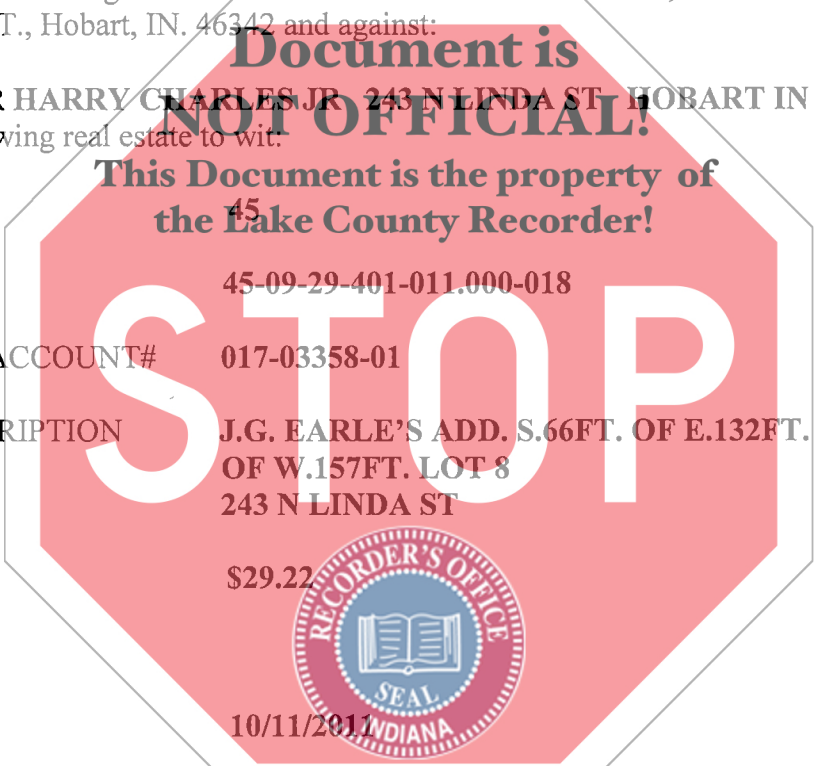 T., Hobart, IN. 46342 and against:
Document is
R HARRY CHARLES JR 243 N LINDA ST HOBART IN
NOT OFFICIAL!
wing real estate to wit:
This Document is the property of
the Lake County Recorder!
45
45-09-29-401-011.000-018
STOP
ACCOUNT# 017-03358-01
RIPTION J.G. EARLE'S ADD. S.66FT. OF E.132FT.
OF W.157FT. LOT 8
243 N LINDA ST
$29.22
RECORDER'S OFFICE
SEAL
INDIANA
10/11/2011